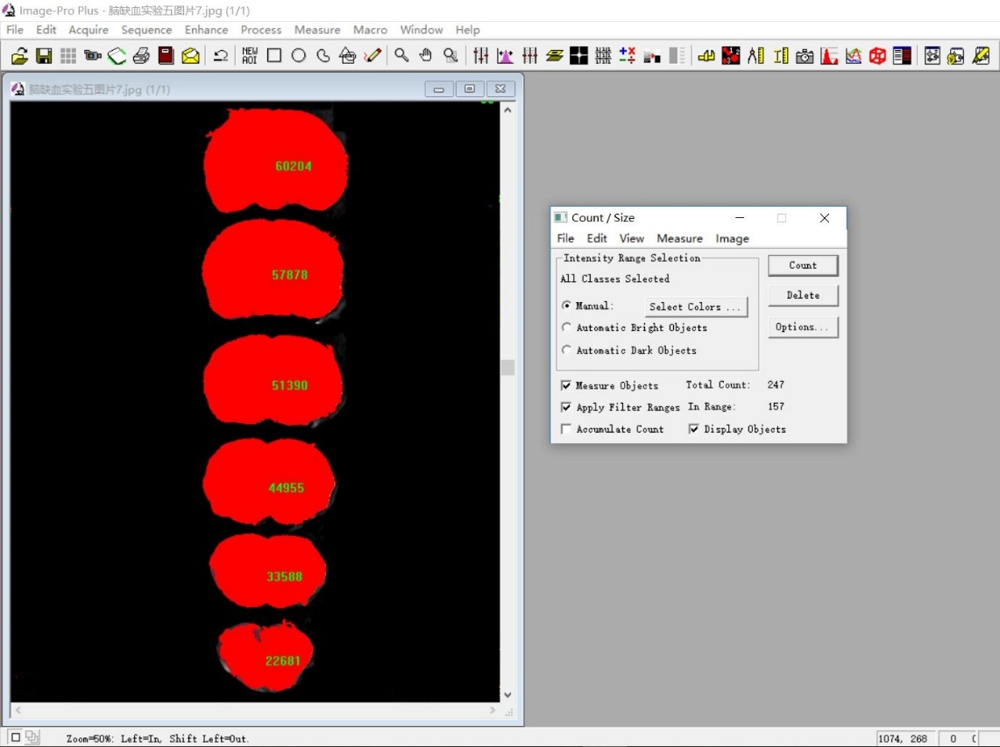 Image-Pro Plus - 脑缺血实验五图片7.jpg (1/1)
File Edit Acquire Sequence Enhance Process Measure Macro Window Help
NEW AOI
脑缺血实验五图片7.jpg (1/1)
60204
57878
51390
44955
33588
22681
Count / Size
File Edit View Measure Image
Intensity Range Selection
All Classes Selected
Manual: Select Colors ...
Automatic Bright Objects
Automatic Dark Objects
Count
Delete
Options...
Measure Objects Total Count: 247
Apply Filter Ranges In Range: 157
Accumulate Count Display Objects
Zoom=50%: Left=In, Shift Left=Out.
1074, 268 0